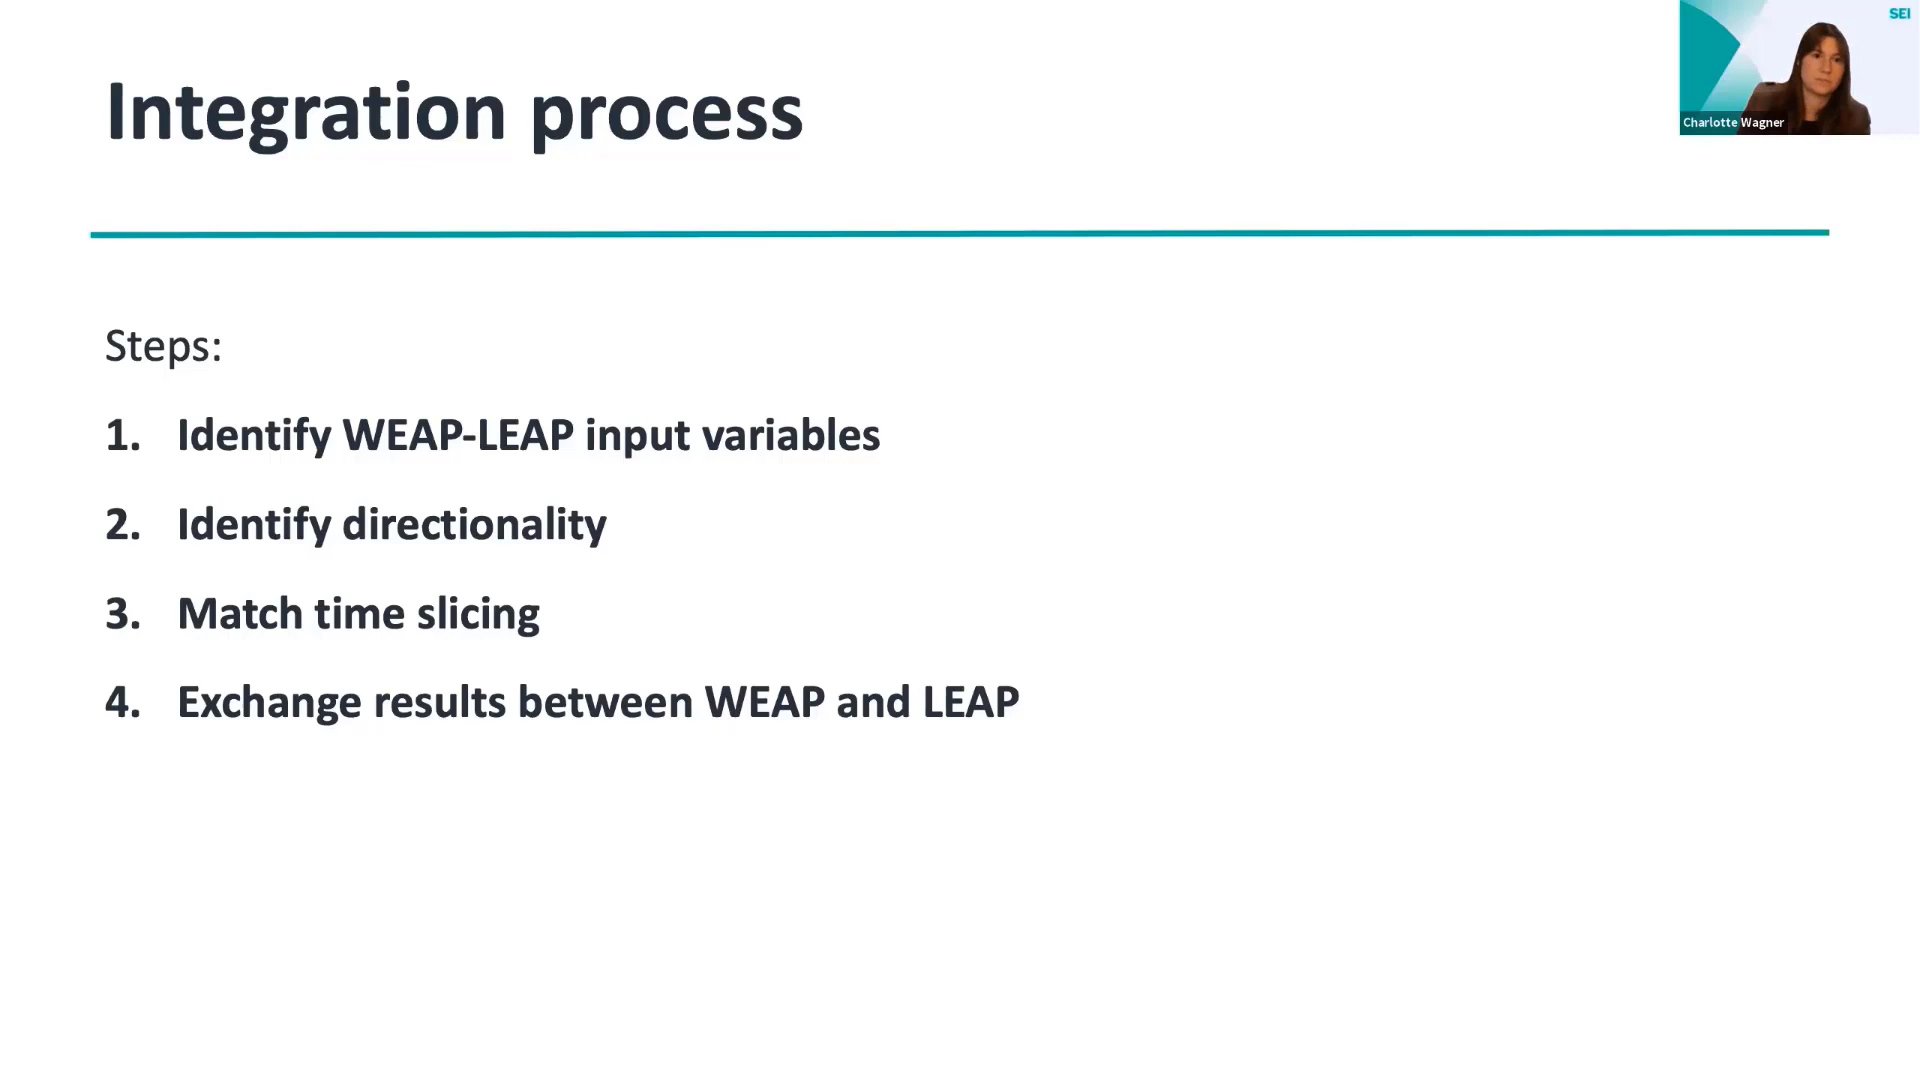 Integration process
SEI
Charlotte Wagner
Steps:
1. Identify WEAP-LEAP input variables
2. Identify directionality
3. Match time slicing
4. Exchange results between WEAP and LEAP